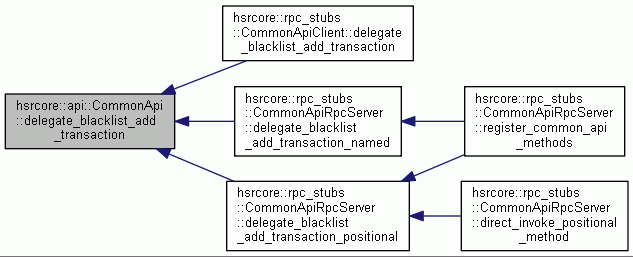 hsrcore::rpc_stubs
::CommonApiClient::delegate
_blacklist_add_transaction
hsrcore::api::CommonApi
::delegate_blacklist_add
_transaction
hsrcore::rpc_stubs
::CommonApiRpcServer
::delegate_blacklist
_add_transaction_named
hsrcore::rpc_stubs
::CommonApiRpcServer
::register_common_api
_methods
hsrcore::rpc_stubs
::CommonApiRpcServer
::delegate_blacklist
_add_transaction_positional
hsrcore::rpc_stubs
::CommonApiRpcServer
::direct_invoke_positional
_method